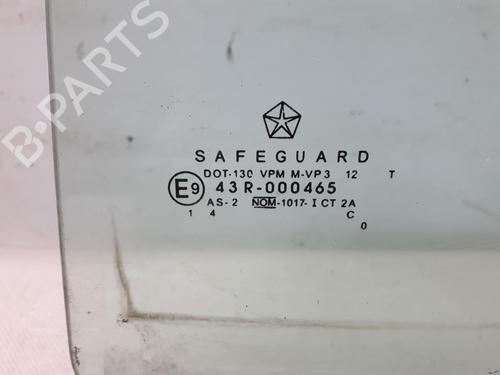 B-PARTS
SAFEGUARD
DOT-130 VPM M-VP3 12 T
E9 43R-000465
AS-2 NOM-1017-I CT 2A
1 4 C
0
B-PARTS